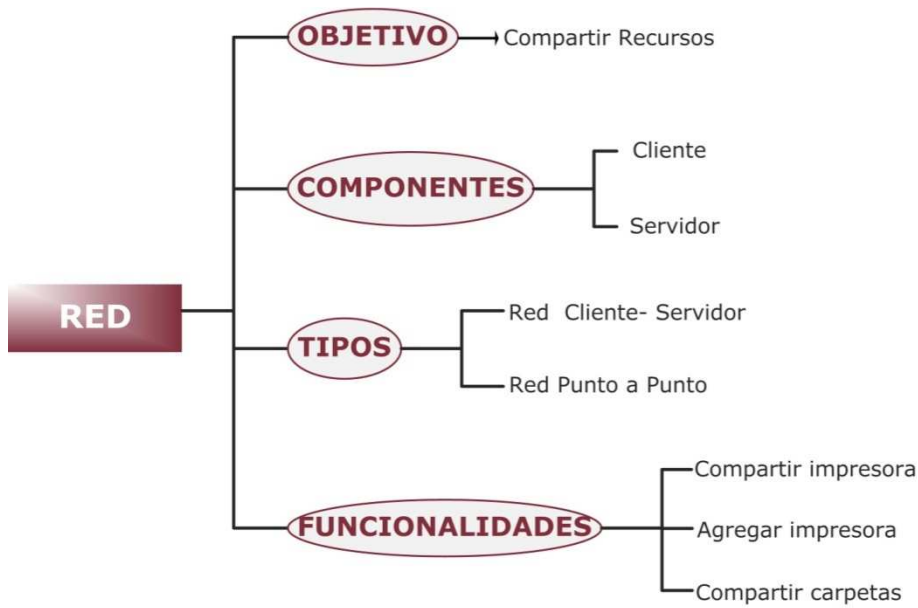 OBJETIVO
Compartir Recursos
COMPONENTES
Cliente
Servidor
RED
TIPOS
Red Cliente- Servidor
Red Punto a Punto
FUNCIONALIDADES
Compartir impresora
Agregar impresora
Compartir carpetas